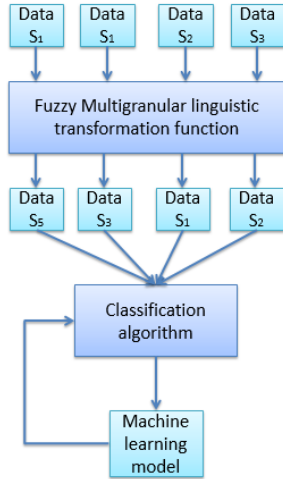 Data Data Data Data
S1 S1 S2 S3
Fuzzy Multigranular linguistic
transformation function
Data Data Data Data
S5 S3 S1 S2
Classification
algorithm
Machine
learning
model